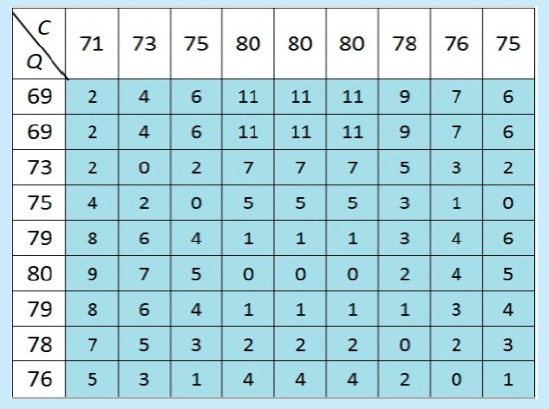 C 71 73 75 80 80 80 78 76 75
Q
69 2 4 6 11 11 11 9 7 6
69 2 4 6 11 11 11 9 7 6
73 2 0 2 7 7 7 5 3 2
75 4 2 0 5 5 5 3 1 0
79 8 6 4 1 1 1 3 4 6
80 9 7 5 0 0 0 2 4 5
79 8 6 4 1 1 1 1 3 4
78 7 5 3 2 2 2 0 2 3
76 5 3 1 4 4 4 2 0 1